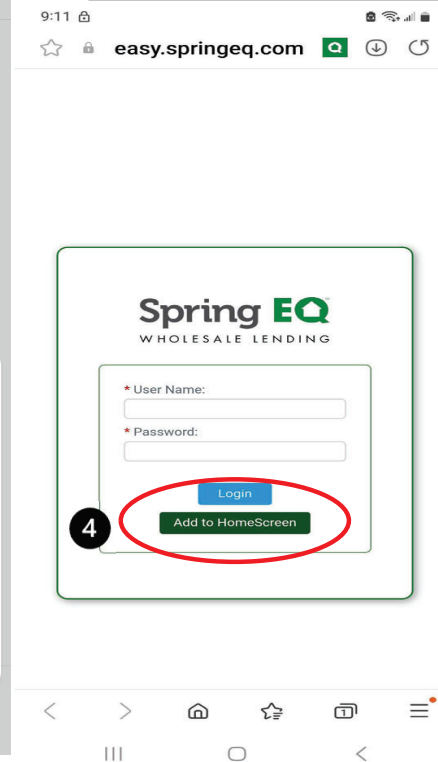 9:11
easy.springeq.com
Spring EQ
WHOLESALE LENDING
* User Name:
* Password:
Login
4
Add to HomeScreen
1